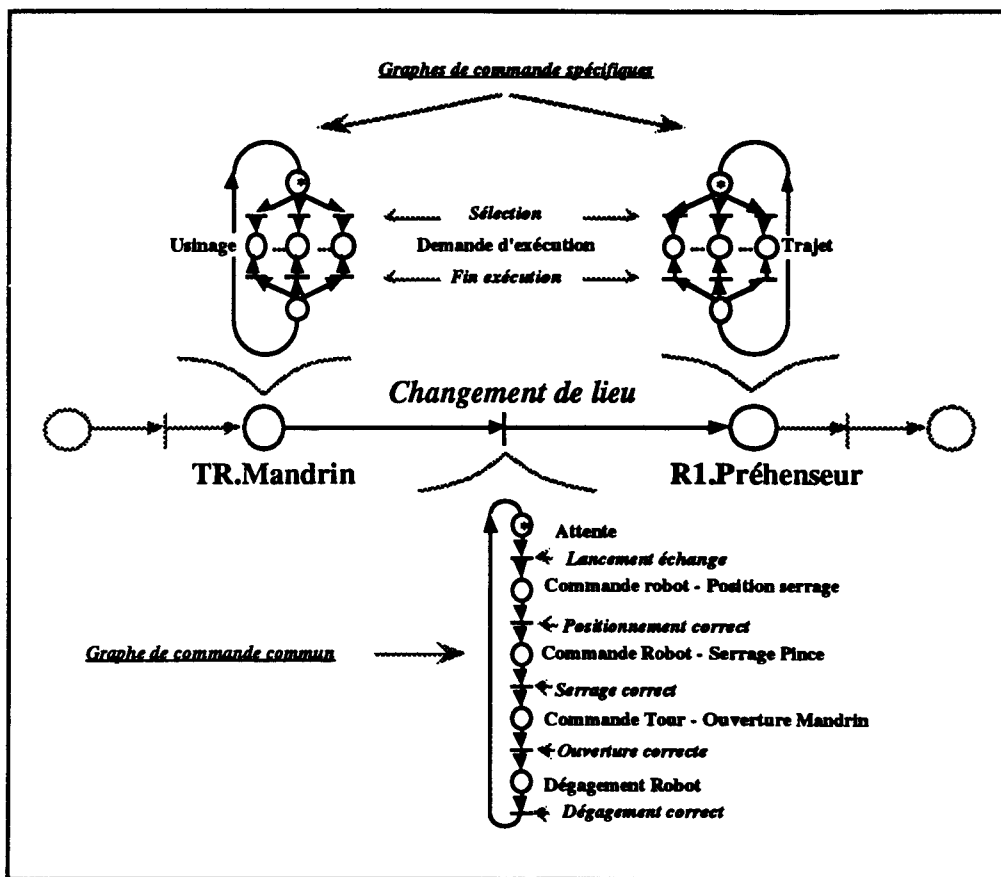 Graphes de commande spécifiques
Sélection
Usinage ... ... Demande d'exécution ... ... Trajet
Fin exécution
Changement de lieu
TR.Mandrin R1.Préhenseur
Attente
Lancement échange
Commande robot - Position serrage
Positionnement correct
Graphe de commande commun Commande Robot - Serrage Pince
Serrage correct
Commande Tour - Ouverture Mandrin
Ouverture correcte
Dégagement Robot
Dégagement correct